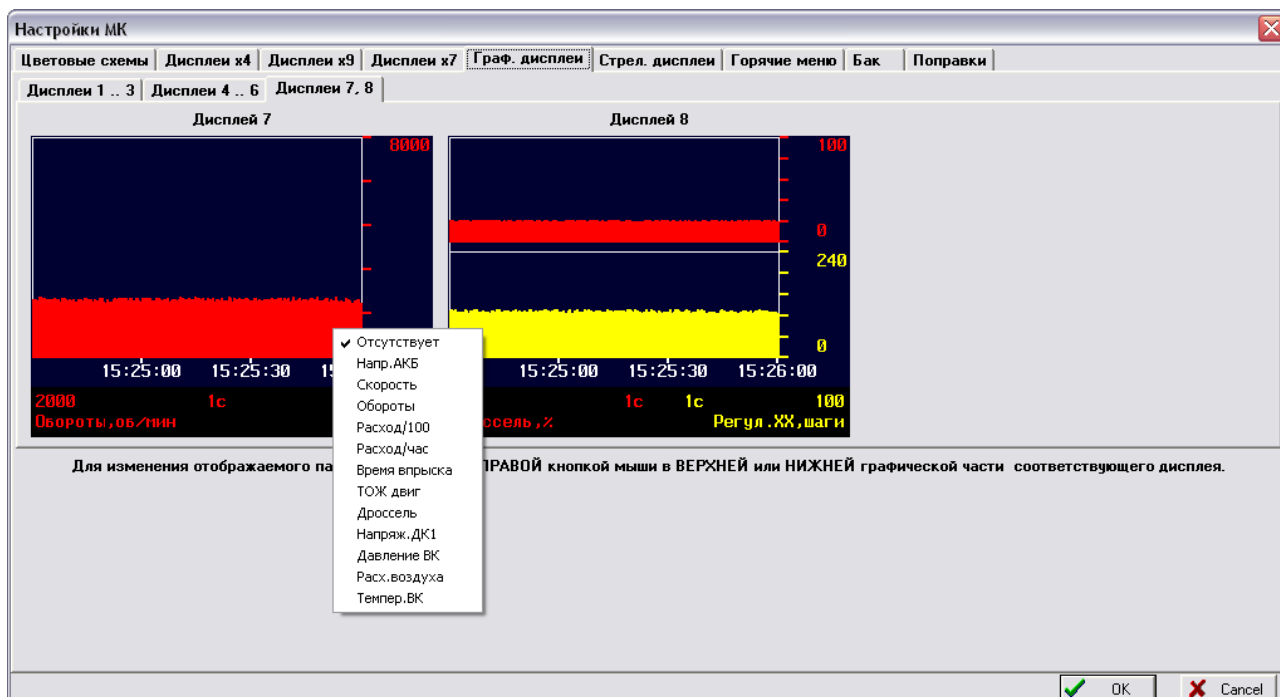 Настройки МК
Цветовые схемы Дисплеи x4 Дисплеи x9 Дисплеи x7 Граф. дисплеи Стрел. дисплеи Горячие меню Бак Поправки
Дисплеи 1 .. 3 Дисплеи 4 .. 6 Дисплеи 7, 8
Дисплей 7 Дисплей 8
8000 100
0
240
0
15:25:00 15:25:30 15:25:00 15:25:30 15:26:00
2000 1с 1с 1с 100
Обороты,об/мин Регул.ХХ,шаги
Отсутствует
Напр.АКБ
Скорость
Обороты
Расход/100
Расход/час
Время впрыска
ТОЖ двиг
Дроссель
Напряж.ДК1
Давление ВК
Расх.воздуха
Темпер.ВК
Для изменения отображаемого ПРАВОЙ кнопкой мыши в ВЕРХНЕЙ или НИЖНЕЙ графической части соответствующего дисплея.
OK Cancel